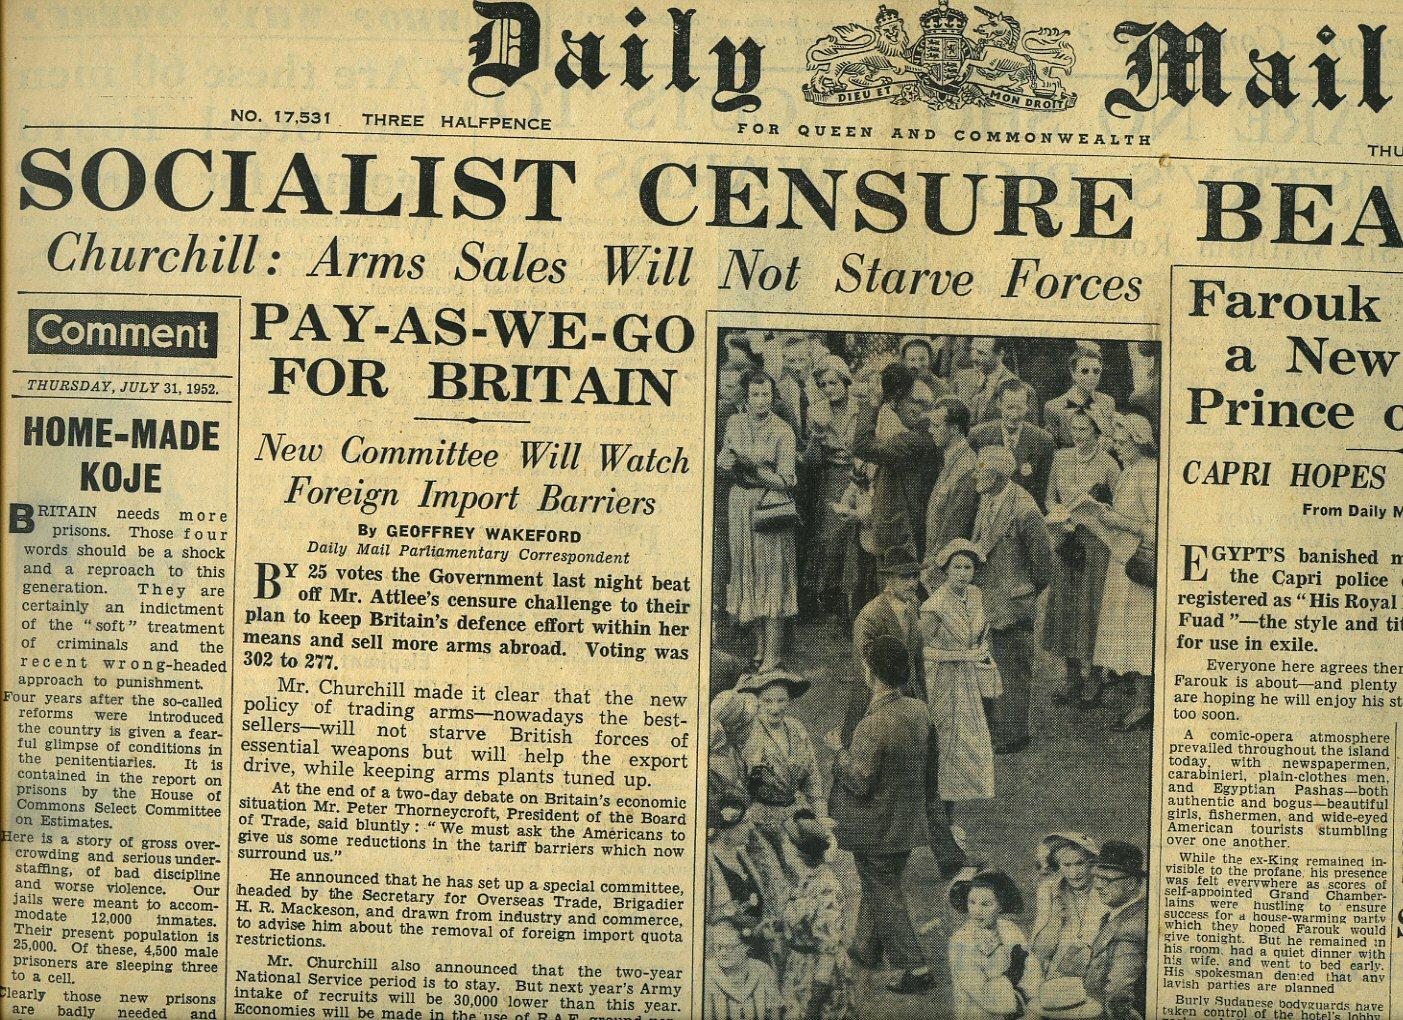 Daily Mail
DIEU ET MON DROIT
NO. 17,531 THREE HALFPENCE
FOR QUEEN AND COMMONWEALTH
THU
SOCIALIST CENSURE BEA
Churchill: Arms Sales Will Not Starve Forces
Comment
THURSDAY, JULY 31, 1952.
HOME-MADE
KOJE
BRITAIN needs more
prisons. Those four
words should be a shock
and a reproach to this
generation. They are
certainly an indictment
of the "soft" treatment
of criminals and the
recent wrong-headed
approach to punishment.
Four years after the so-called
reforms were introduced
the country is given a fear-
ful glimpse of conditions in
the penitentiaries. It is
contained in the report on
prisons by the House of
Commons Select Committee
on Estimates.
Here is a story of gross over-
crowding and serious under-
staffing, of bad discipline
and worse violence. Our
jails were meant to accom-
modate 12,000 inmates.
Their present population is
25,000. Of these, 4,500 male
prisoners are sleeping three
to a cell.
Clearly those new prisons
are badly needed and
PAY-AS-WE-GO
FOR BRITAIN
New Committee Will Watch
Foreign Import Barriers
By GEOFFREY WAKEFORD
Daily Mail Parliamentary Correspondent
BY 25 votes the Government last night beat
off Mr. Attlee's censure challenge to their
plan to keep Britain's defence effort within her
means and sell more arms abroad. Voting was
302 to 277.
Mr. Churchill made it clear that the new
policy of trading arms—nowadays the best-
sellers—will not starve British forces of
essential weapons but will help the export
drive, while keeping arms plants tuned up.
At the end of a two-day debate on Britain's economic
situation Mr. Peter Thorneycroft, President of the Board
of Trade, said bluntly: "We must ask the Americans to
give us some reductions in the tariff barriers which now
surround us."
He announced that he has set up a special committee,
headed by the Secretary for Overseas Trade, Brigadier
H. R. Mackeson, and drawn from industry and commerce,
to advise him about the removal of foreign import quota
restrictions.
Mr. Churchill also announced that the two-year
National Service period is to stay. But next year's Army
intake of recruits will be 30,000 lower than this year.
Economies will be made in the use of R.A.F. ground
Farouk
a New
Prince o
CAPRI HOPES
From Daily M
EGYPT'S banished m
the Capri police
registered as "His Royal
Fuad"—the style and tit
for use in exile.
Everyone here agrees ther
Farouk is about—and plenty
are hoping he will enjoy his st
too soon.
A comic-opera atmosphere
prevailed throughout the island
today, with newspapermen,
carabinieri, plain-clothes men,
and Egyptian Pashas—both
authentic and bogus—beautiful
girls, fishermen, and wide-eyed
American tourists stumbling
over one another.
While the ex-King remained in-
visible to the profane, his presence
was felt everywhere as scores of
self-appointed Grand Chamber-
lains were hustling to ensure
success for a house-warming party
which they hoped Farouk would
give tonight. But he remained in
his room, had a quiet dinner with
his wife, and went to bed early.
His spokesman denied that any
lavish parties are planned
Burly Sudanese bodyguards have
taken control of the hotel's lobby